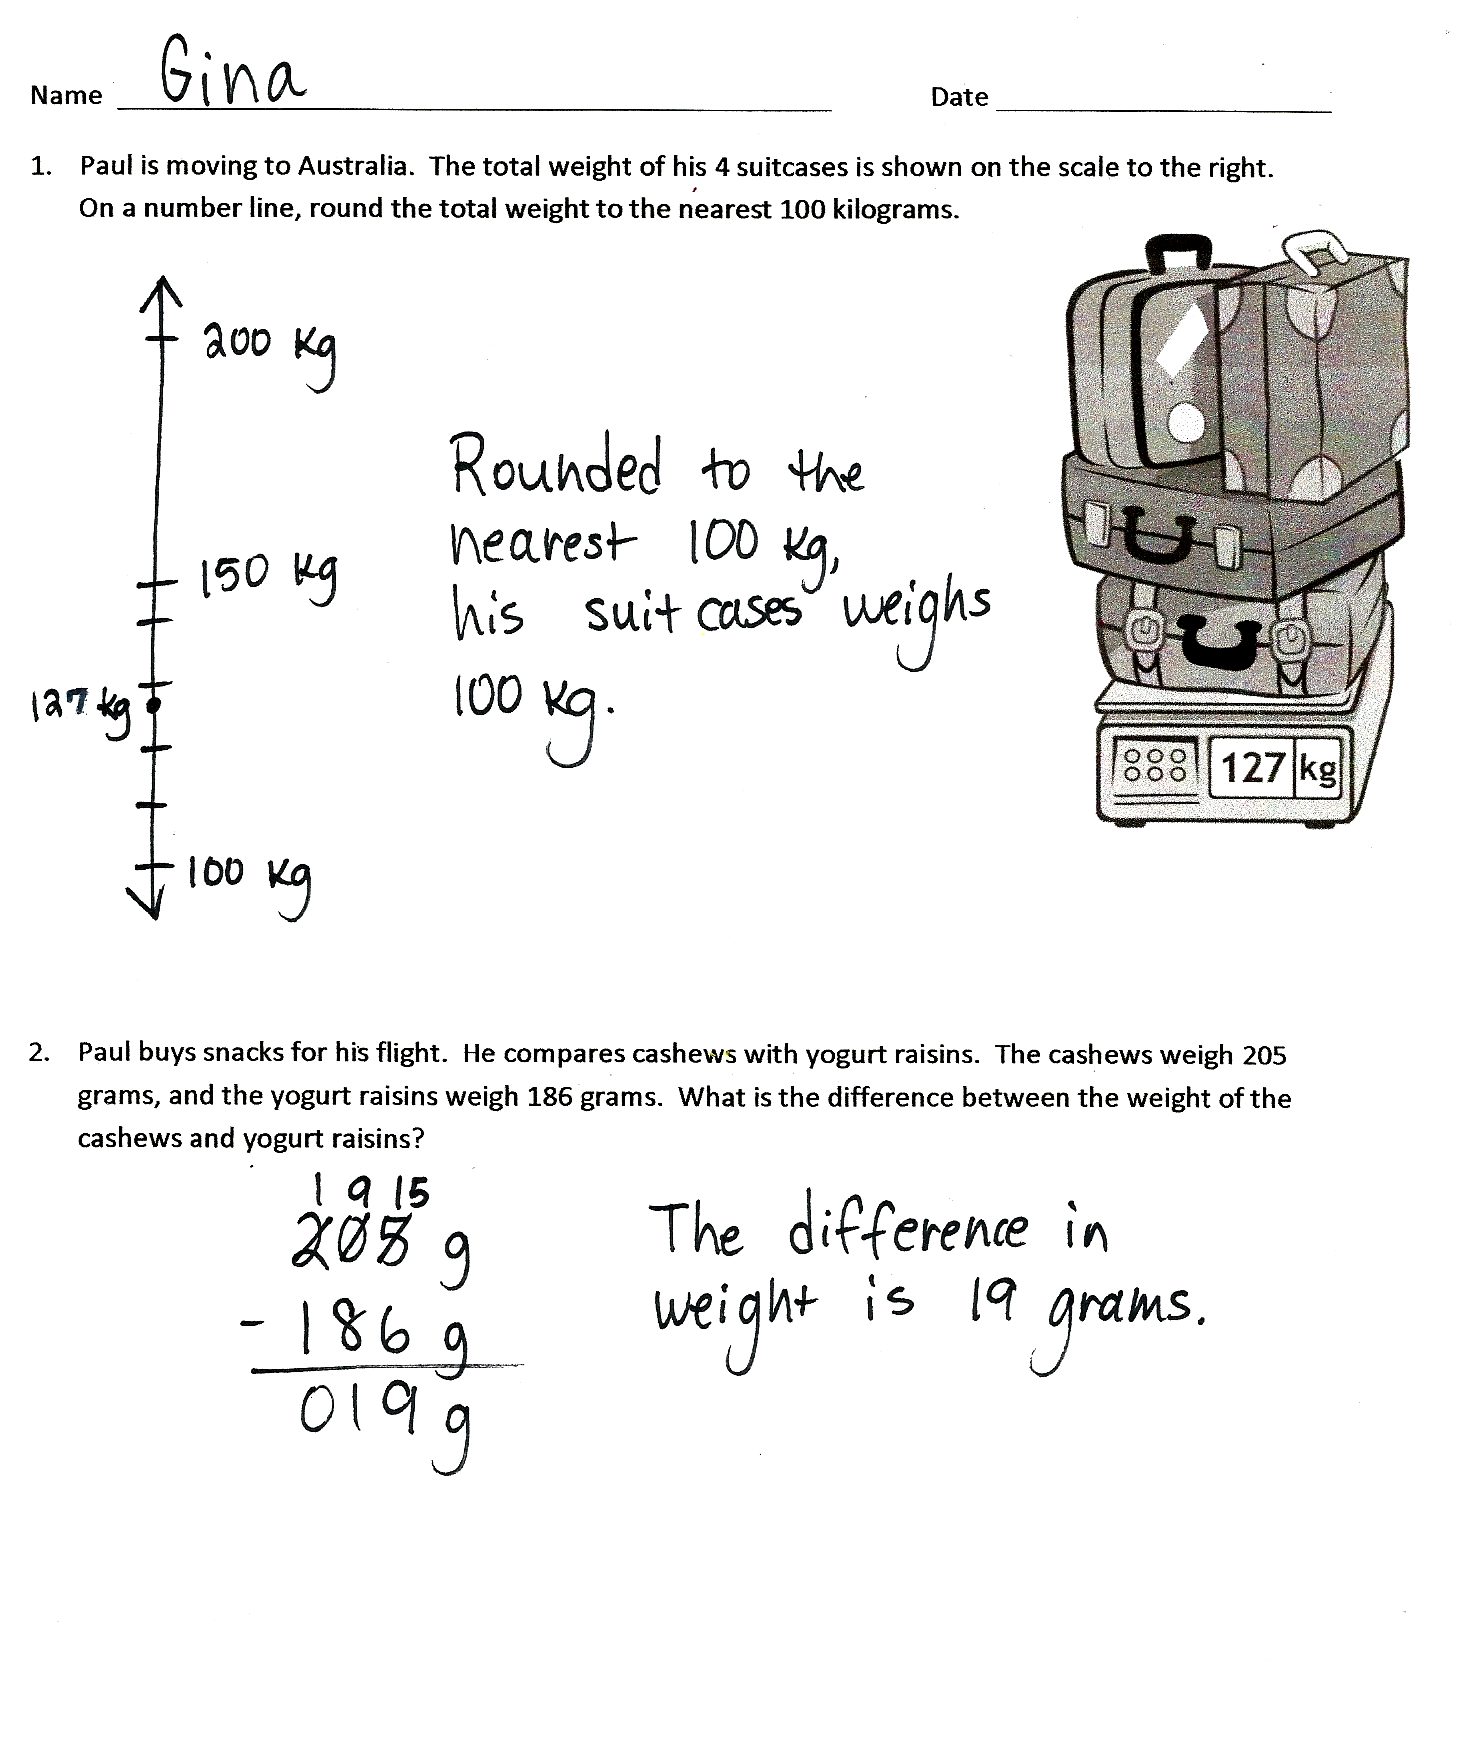 Name Gina Date
1. Paul is moving to Australia. The total weight of his 4 suitcases is shown on the scale to the right.
On a number line, round the total weight to the nearest 100 kilograms.
200 kg
Rounded to the
nearest 100 kg,
150 kg
his suitcases weighs
127 kg
100 kg.
127 kg
100 kg
2. Paul buys snacks for his flight. He compares cashews with yogurt raisins. The cashews weigh 205
grams, and the yogurt raisins weigh 186 grams. What is the difference between the weight of the
cashews and yogurt raisins?
1 9 15
205 g
- 186 g
019 g
The difference in
weight is 19 grams.